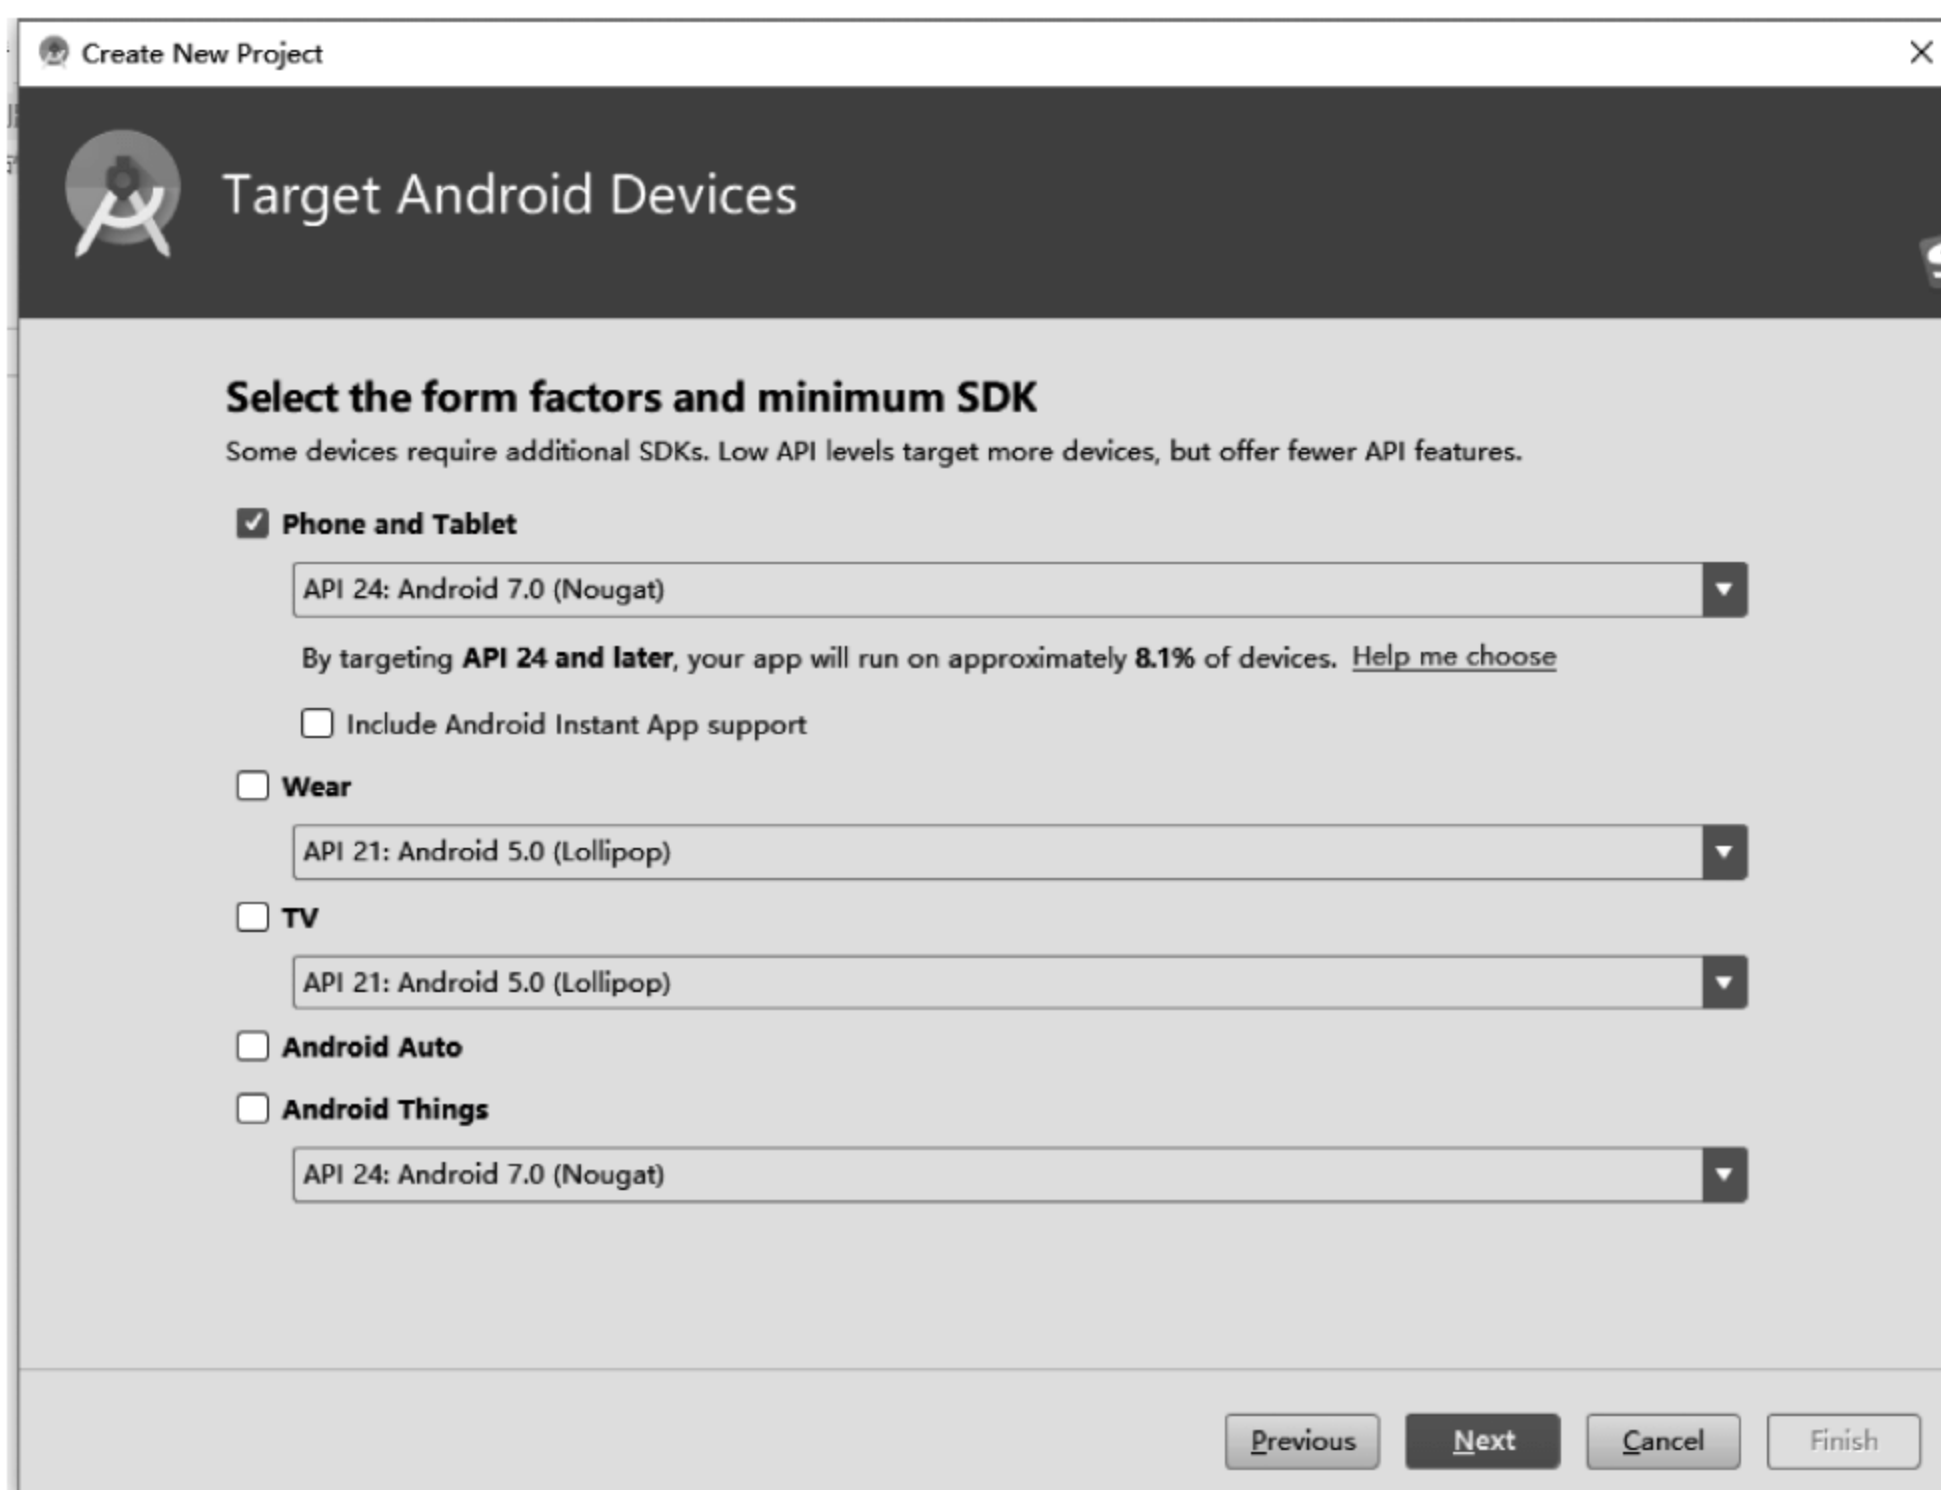 Create New Project
Target Android Devices
Select the form factors and minimum SDK
Some devices require additional SDKs. Low API levels target more devices, but offer fewer API features.
Phone and Tablet
API 24: Android 7.0 (Nougat)
By targeting API 24 and later, your app will run on approximately 8.1% of devices. Help me choose
Include Android Instant App support
Wear
API 21: Android 5.0 (Lollipop)
TV
API 21: Android 5.0 (Lollipop)
Android Auto
Android Things
API 24: Android 7.0 (Nougat)
Previous Next Cancel Finish